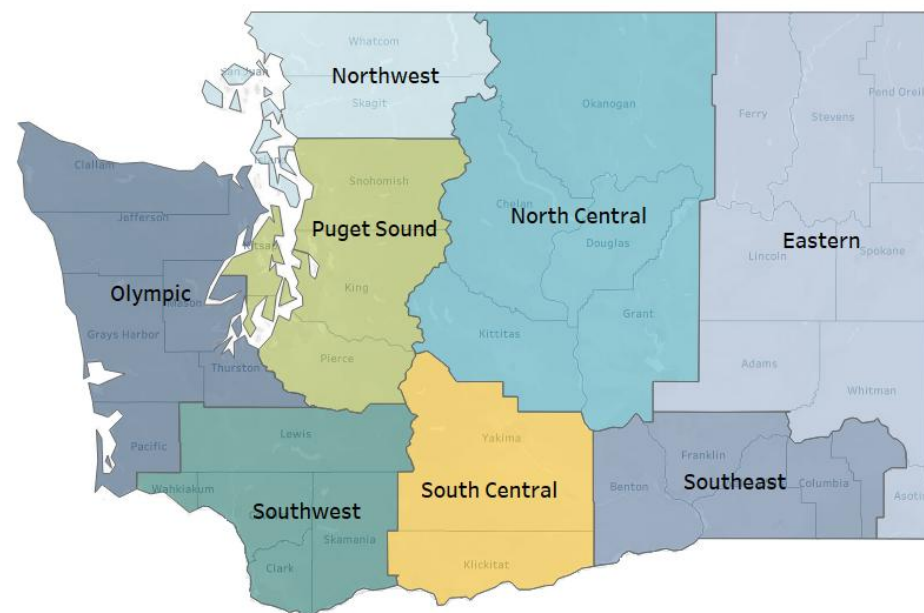 Whatcom
San Juan
Northwest
Skagit
Okanogan
Ferry
Stevens
Pend Oreil
Clallam
Snohomish
Chelan
Jefferson
Puget Sound
North Central
Kitsap
Douglas
Eastern
Lincoln
Spokane
King
Olympic
Mason
Grays Harbor
Kittitas
Grant
Pierce
Thurston
Adams
Whitman
Pacific
Lewis
Yakima
Franklin
Wahkiakum
Benton
Southeast
Columbia
South Central
Southwest
Asotin
Skamania
Clark
Klickitat